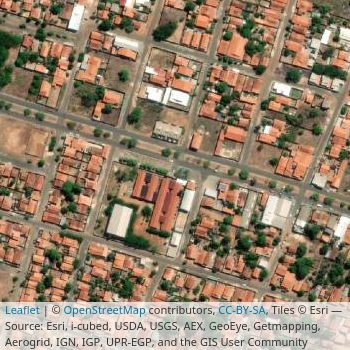 Leaflet | © OpenStreetMap contributors, CC-BY-SA, Tiles © Esri —
Source: Esri, i-cubed, USDA, USGS, AEX, GeoEye, Getmapping,
Aerogrid, IGN, IGP, UPR-EGP, and the GIS User Community